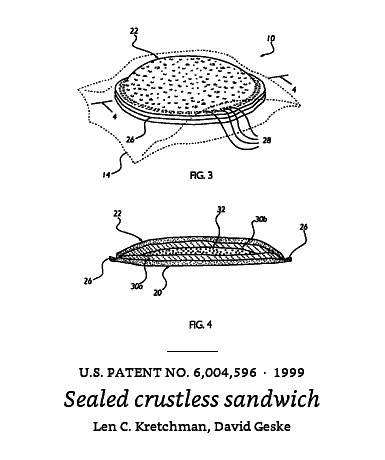 22
10
4
4
26
28
14
FIG. 3
32
22
30b
26
26
30b
20
FIG. 4
U.S. PATENT NO. 6,004,596 · 1999
Sealed crustless sandwich
Len C. Kretchman, David Geske